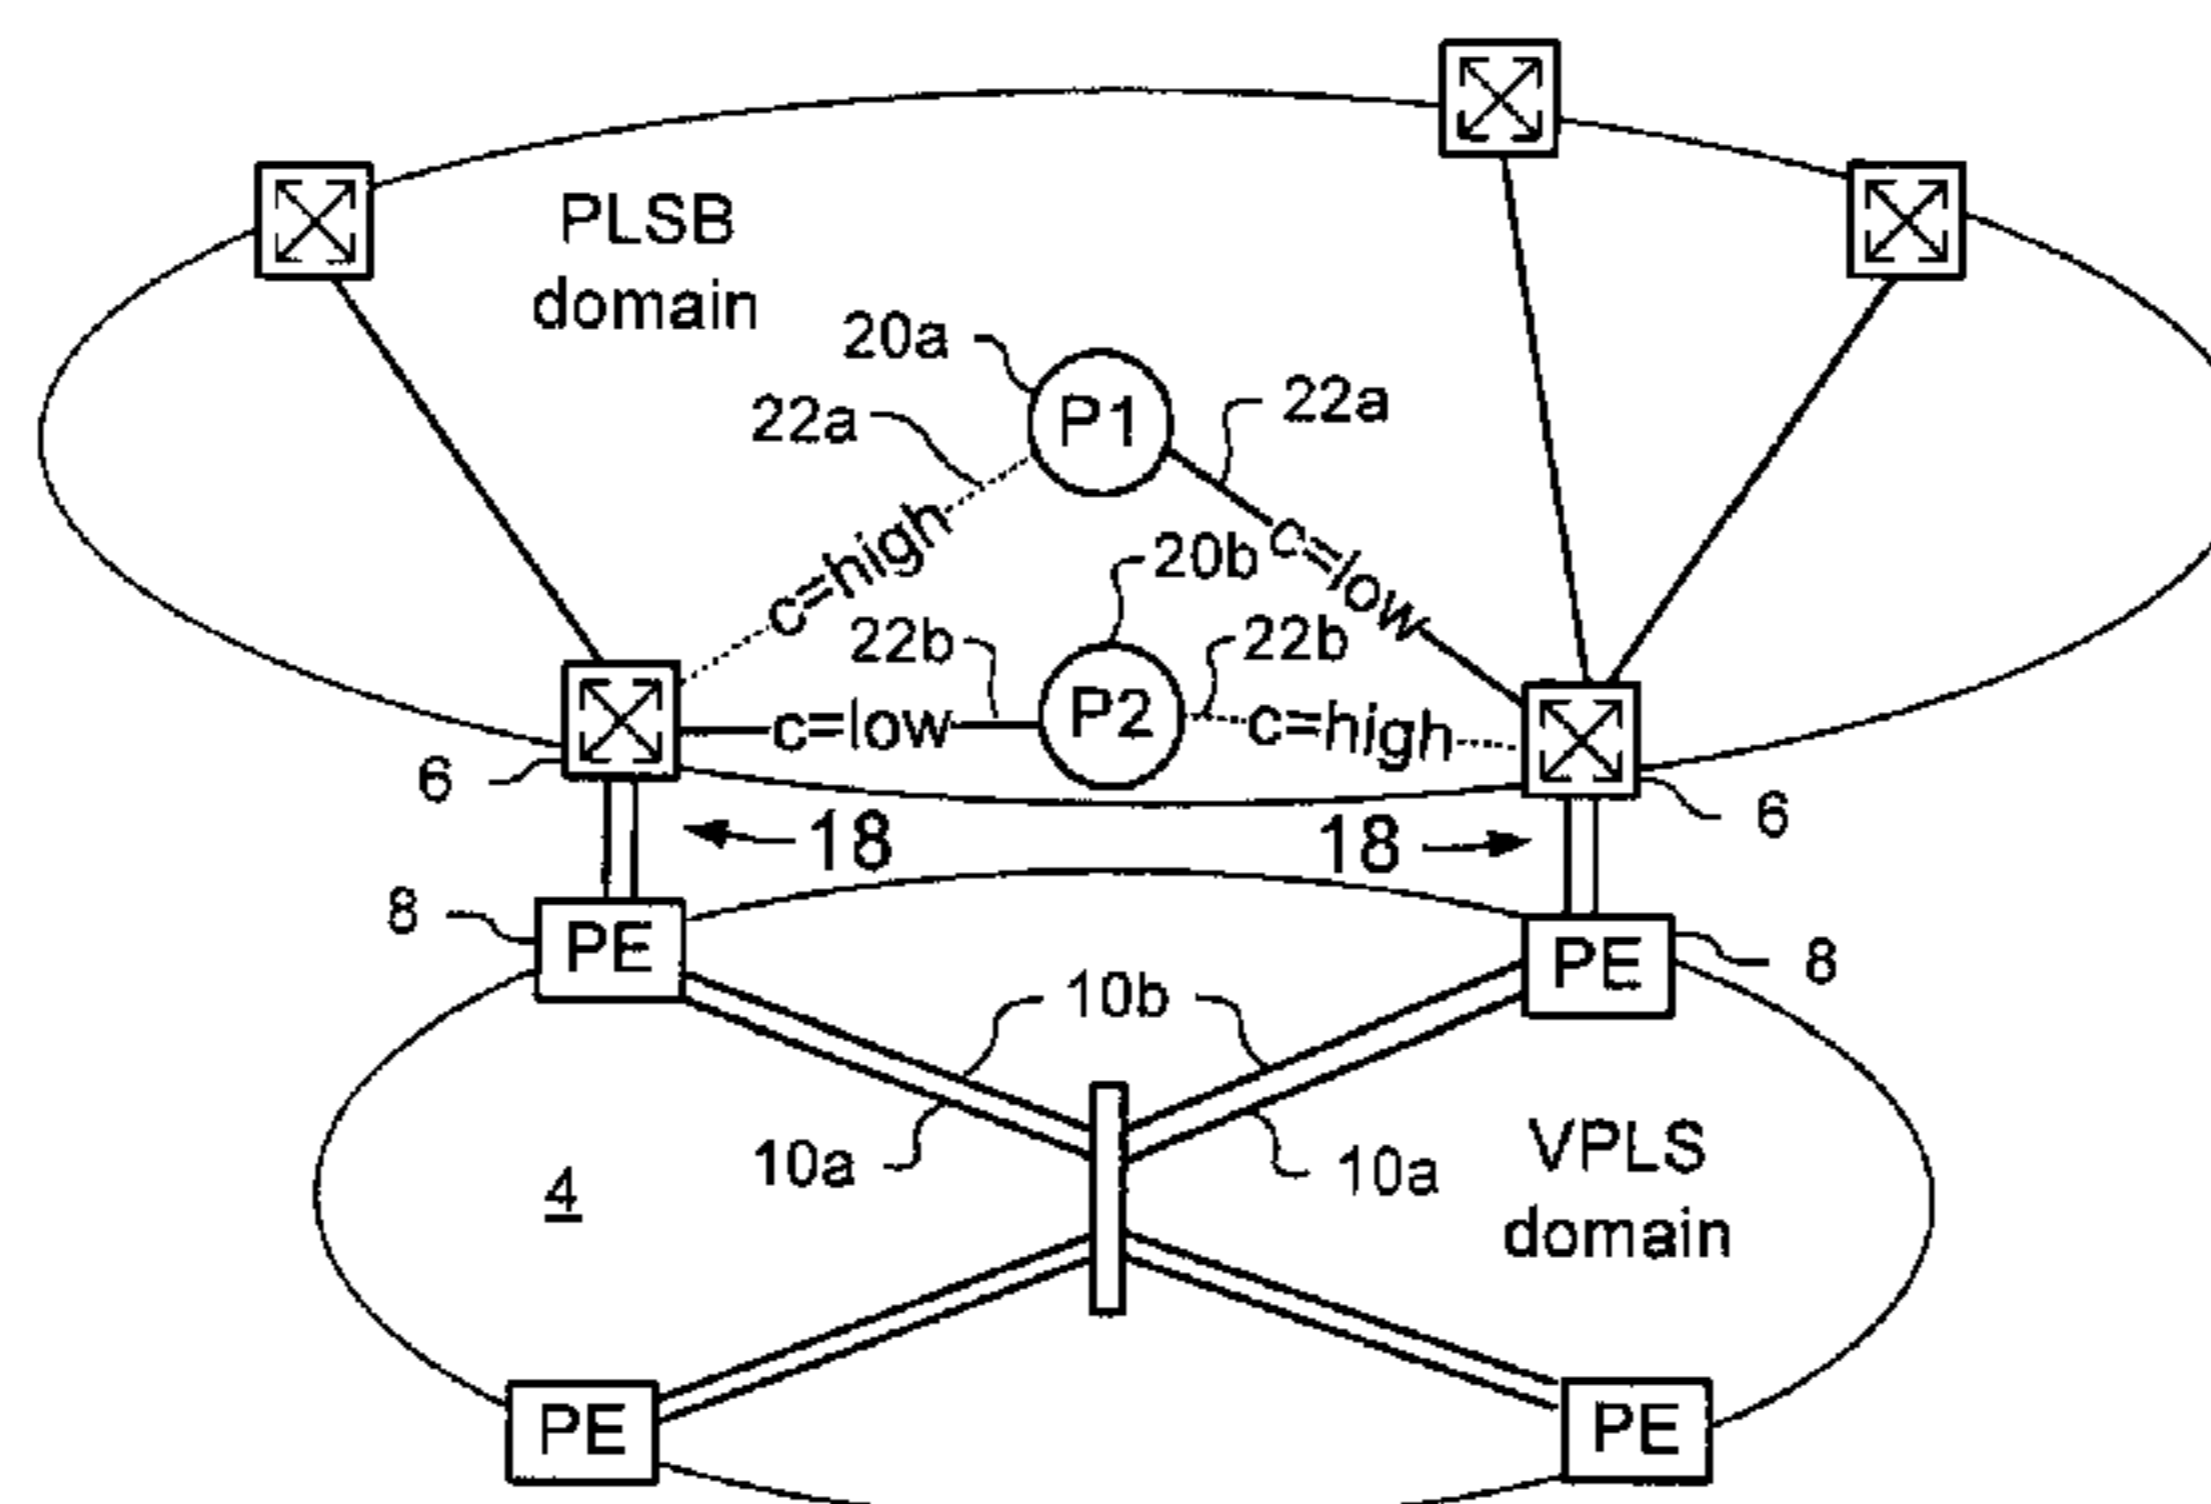 PLSB
domain
20a
22a
P1
22a
c=high
c=low
20b
22b
22b
c=low
P2
c=high
6
6
18
18
8
PE
PE
8
10b
10a
10a
VPLS
domain
4
PE
PE